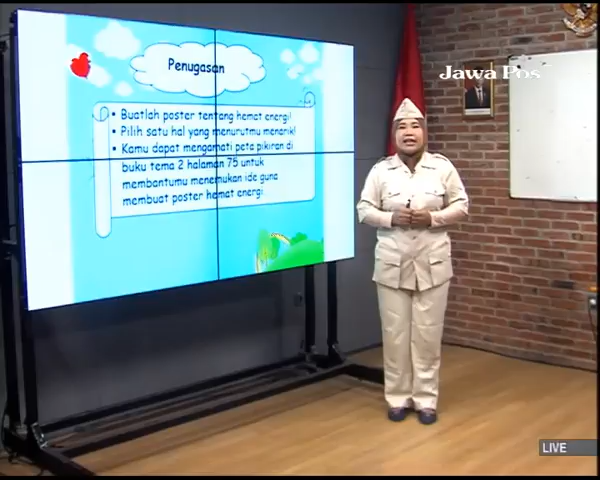 Jawa Pos
Penugasan
• Buatlah poster tentang hemat energi!
• Pilih satu hal yang menurutmu menarik!
• Kamu dapat mengamati peta pikiran di
buku tema 2 halaman 75 untuk
membantumu menemukan ide guna
membuat poster hemat energi.
LIVE